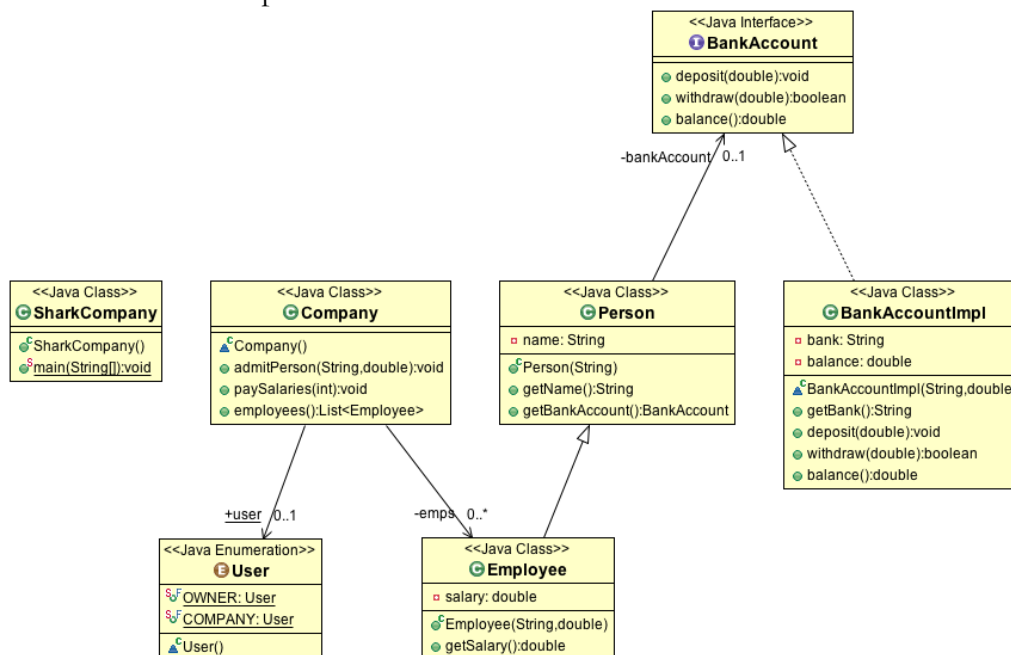 <<Java Interface>>
BankAccount
deposit(double):void
withdraw(double):boolean
balance():double
-bankAccount 0..1
<<Java Class>>
SharkCompany
SharkCompany()
main(String[]):void
<<Java Class>>
Company
Company()
admitPerson(String,double):void
paySalaries(int):void
employees():List<Employee>
<<Java Class>>
Person
name: String
Person(String)
getName():String
getBankAccount():BankAccount
<<Java Class>>
BankAccountImpl
bank: String
balance: double
BankAccountImpl(String,double
getBank():String
deposit(double):void
withdraw(double):boolean
balance():double
+user 0..1
-emps 0..*
<<Java Enumeration>>
User
OWNER: User
COMPANY: User
User()
<<Java Class>>
Employee
salary: double
Employee(String,double)
getSalary():double